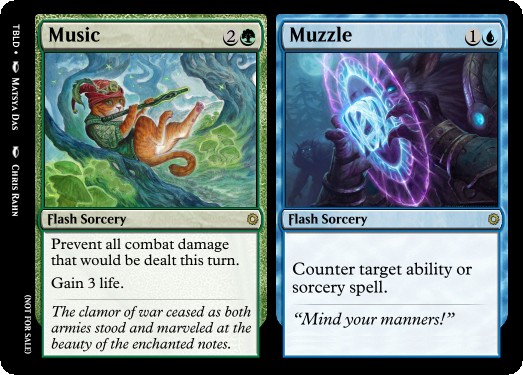 TBLD • Matsya Das Chris Rahn
(NOT FOR SALE)
Music 2
Flash Sorcery
Prevent all combat damage
that would be dealt this turn.
Gain 3 life.
The clamor of war ceased as both
armies stood and marveled at the
beauty of the enchanted notes.
Muzzle 1
Flash Sorcery
Counter target ability or
sorcery spell.
“Mind your manners!”